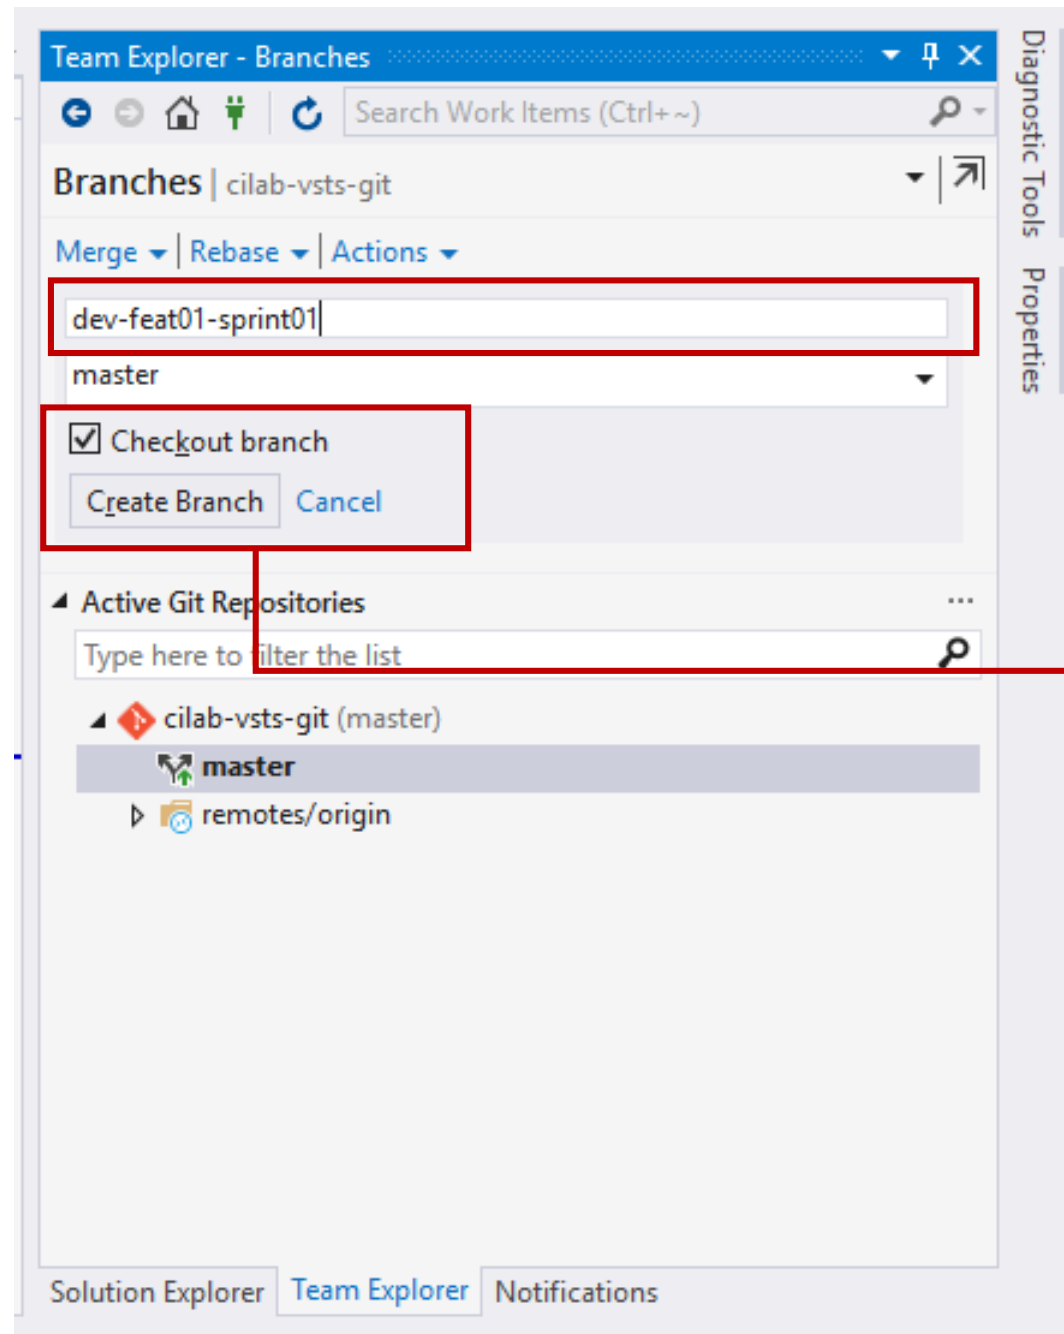 Team Explorer - Branches
Search Work Items (Ctrl+~)
Branches | cilab-vsts-git
Merge | Rebase | Actions
dev-feat01-sprint01
master
Checkout branch
Create Branch Cancel
Active Git Repositories ...
Type here to filter the list
cilab-vsts-git (master)
master
remotes/origin
Solution Explorer Team Explorer Notifications
Diagnostic Tools
Properties